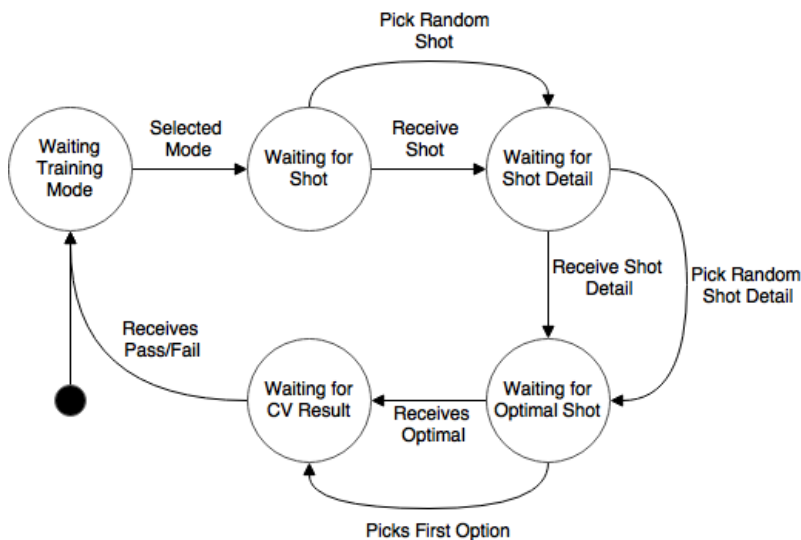 Pick Random
Shot
Waiting
Training
Mode
Selected
Mode
Waiting for
Shot
Receive
Shot
Waiting for
Shot Detail
Receive Shot
Detail
Pick Random
Shot Detail
Receives
Pass/Fail
Waiting for
CV Result
Receives
Optimal
Waiting for
Optimal Shot
Picks First Option